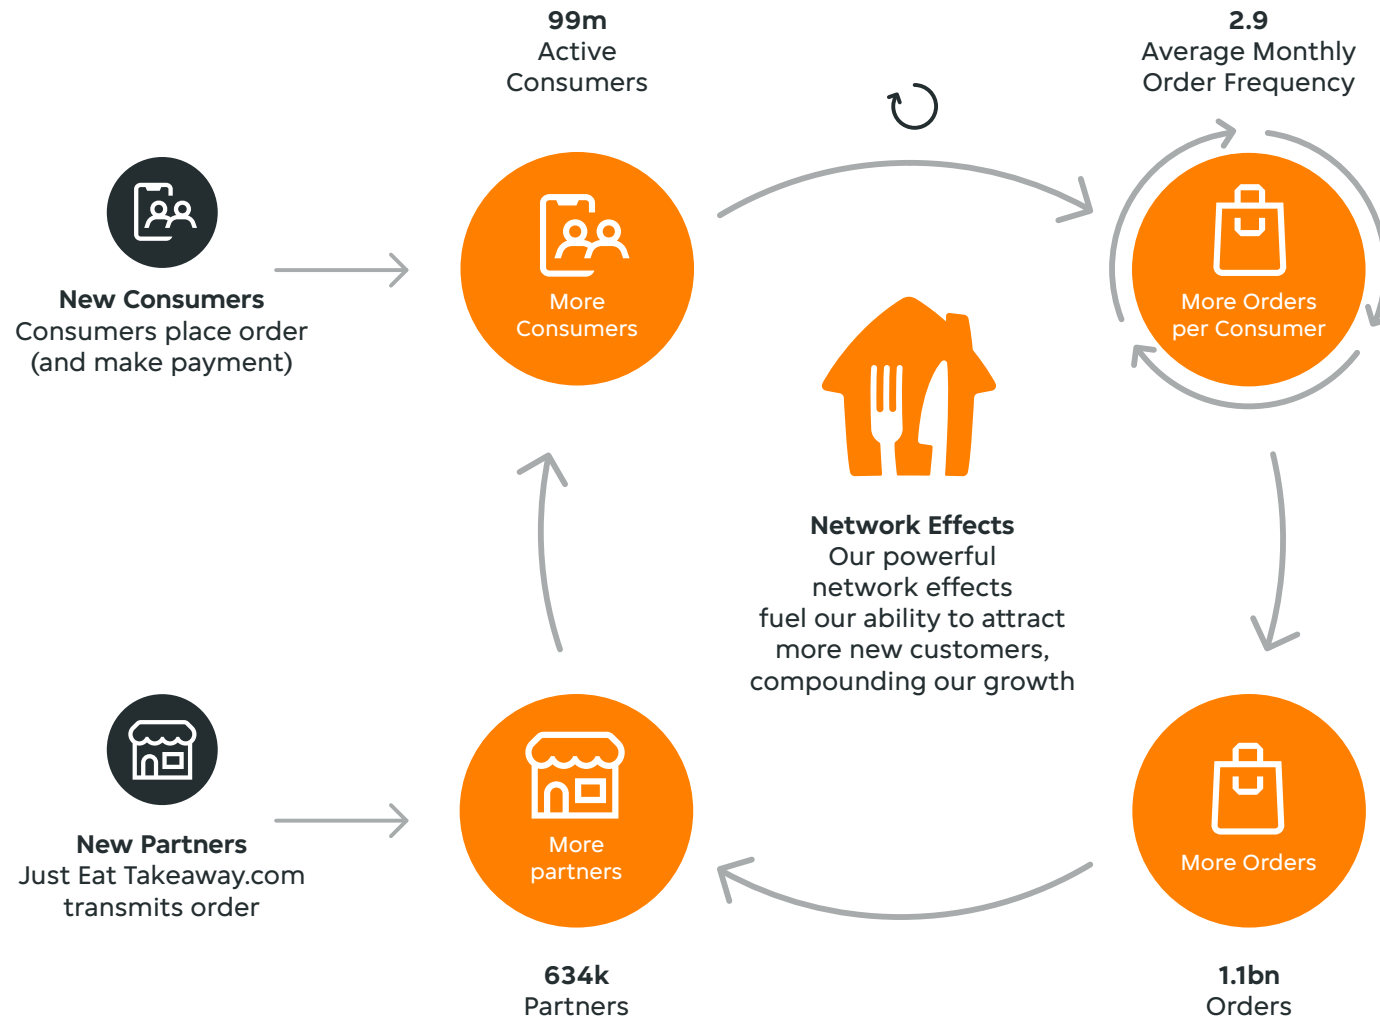 99m
Active
Consumers
2.9
Average Monthly
Order Frequency
New Consumers
Consumers place order
(and make payment)
More
Consumers
More Orders
per Consumer
Network Effects
Our powerful
network effects
fuel our ability to attract
more new customers,
compounding our growth
New Partners
Just Eat Takeaway.com
transmits order
More
partners
More Orders
634k
Partners
1.1bn
Orders